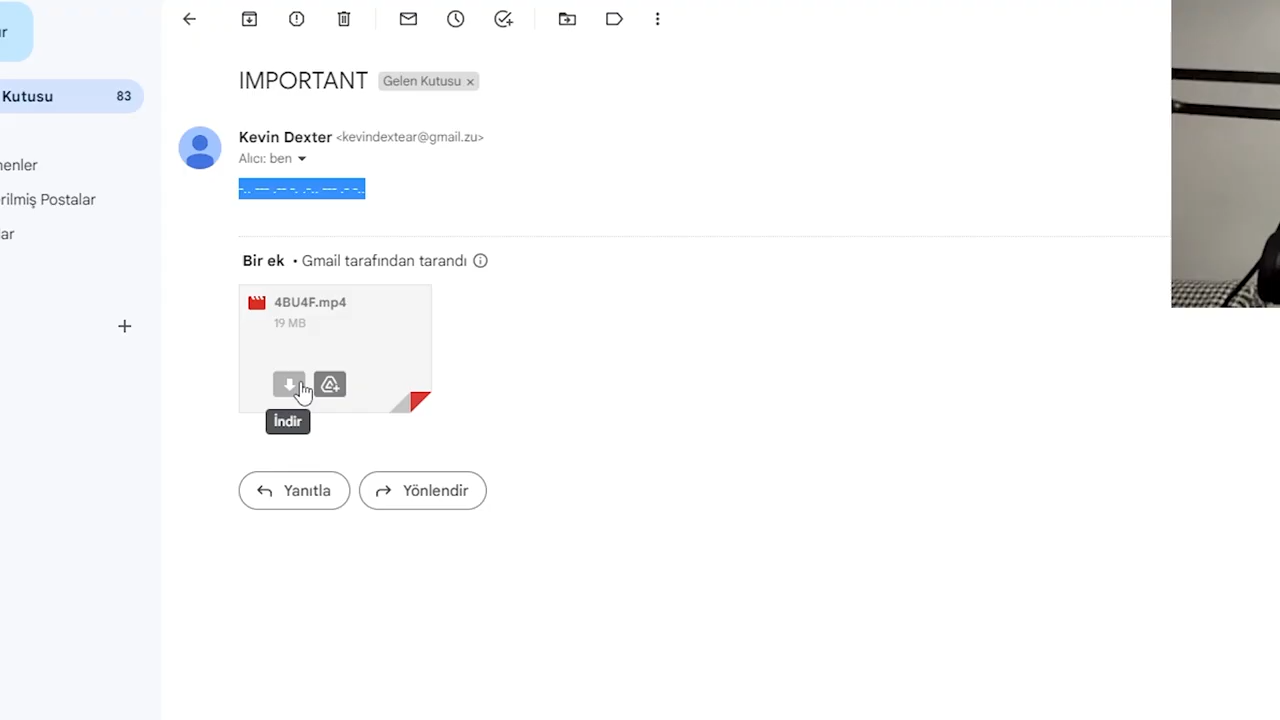 r
IMPORTANT Gelen Kutusu ×
Kutusu 83
Kevin Dexter <kevindextear@gmail.zu>
Alıcı: ben
enler
rilmiş Postalar
ar
Bir ek • Gmail tarafından tarandı
4BU4F.mp4
19 MB
İndir
Yanıtla
Yönlendir